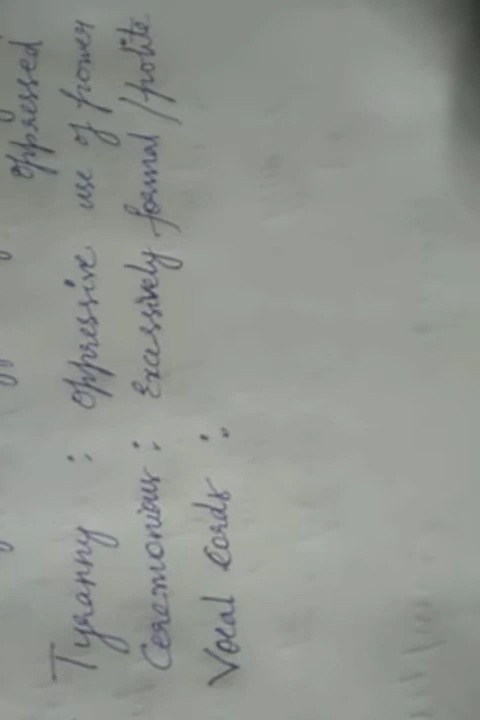 oppressed
Tyranny : oppressive use of power
Ceremonious : Excessively formal / polite
Vocal Cords :